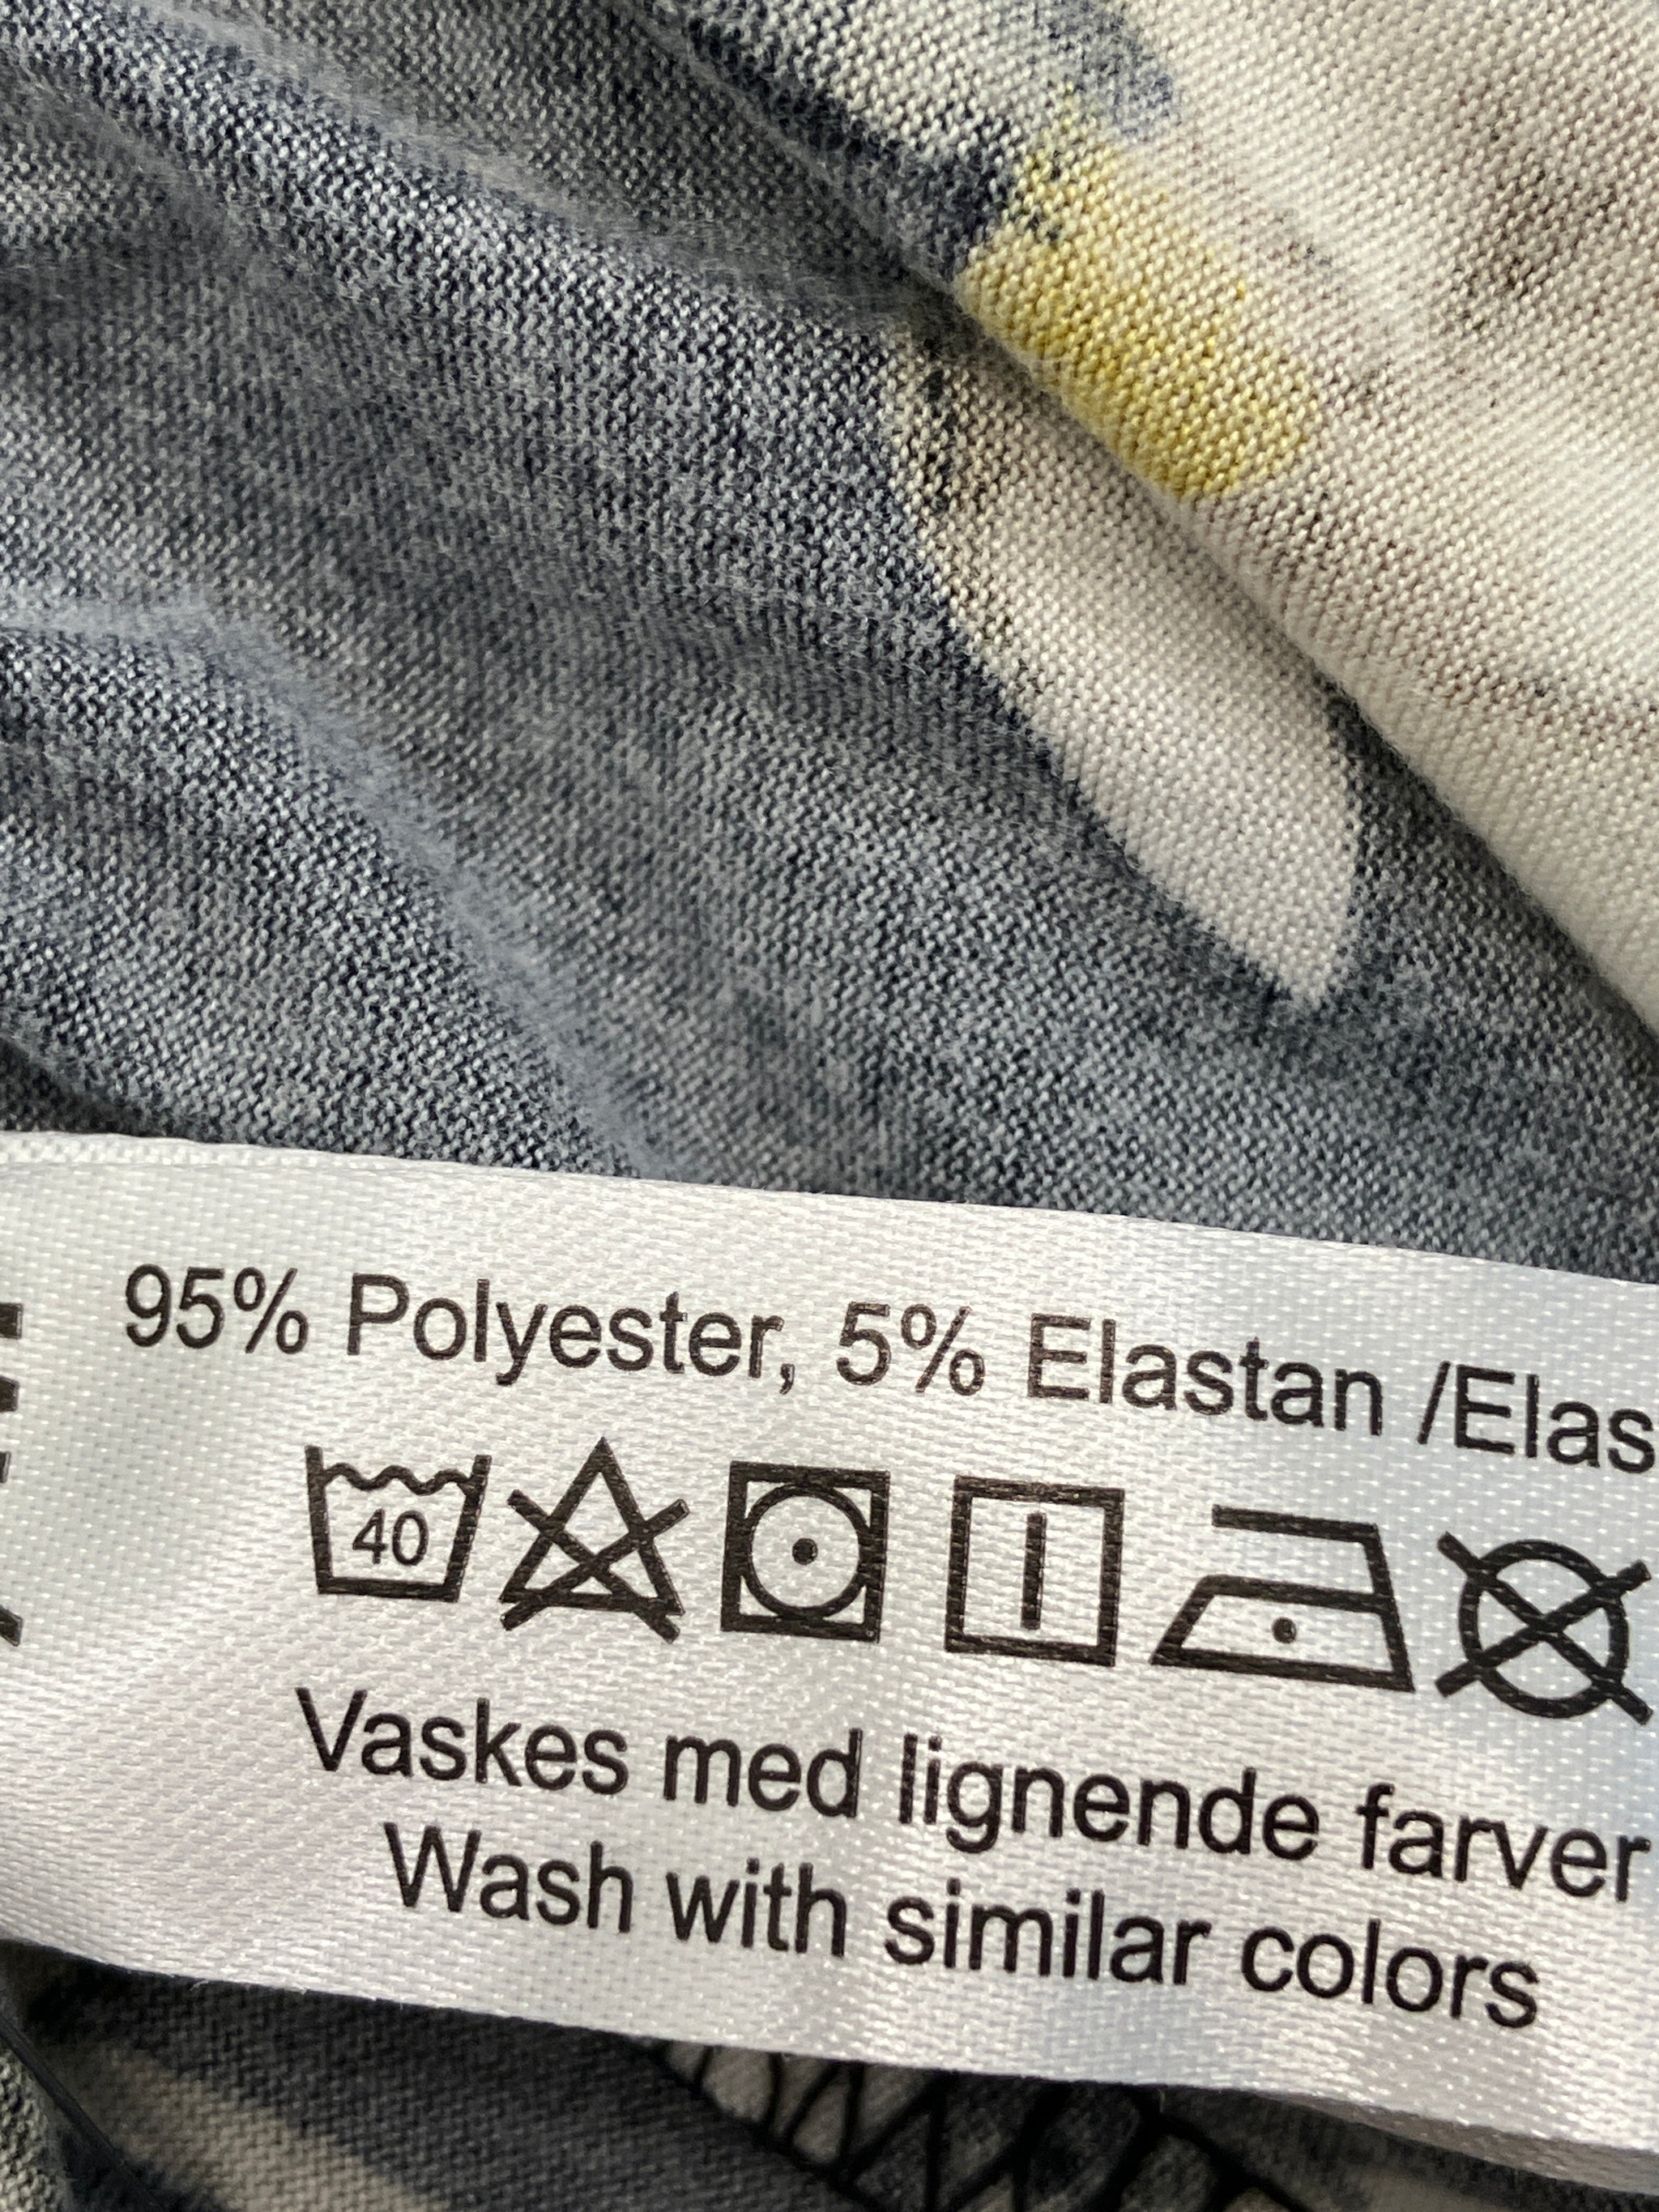 95% Polyester, 5% Elastan /Elas
40
Vaskes med lignende farver
Wash with similar colors